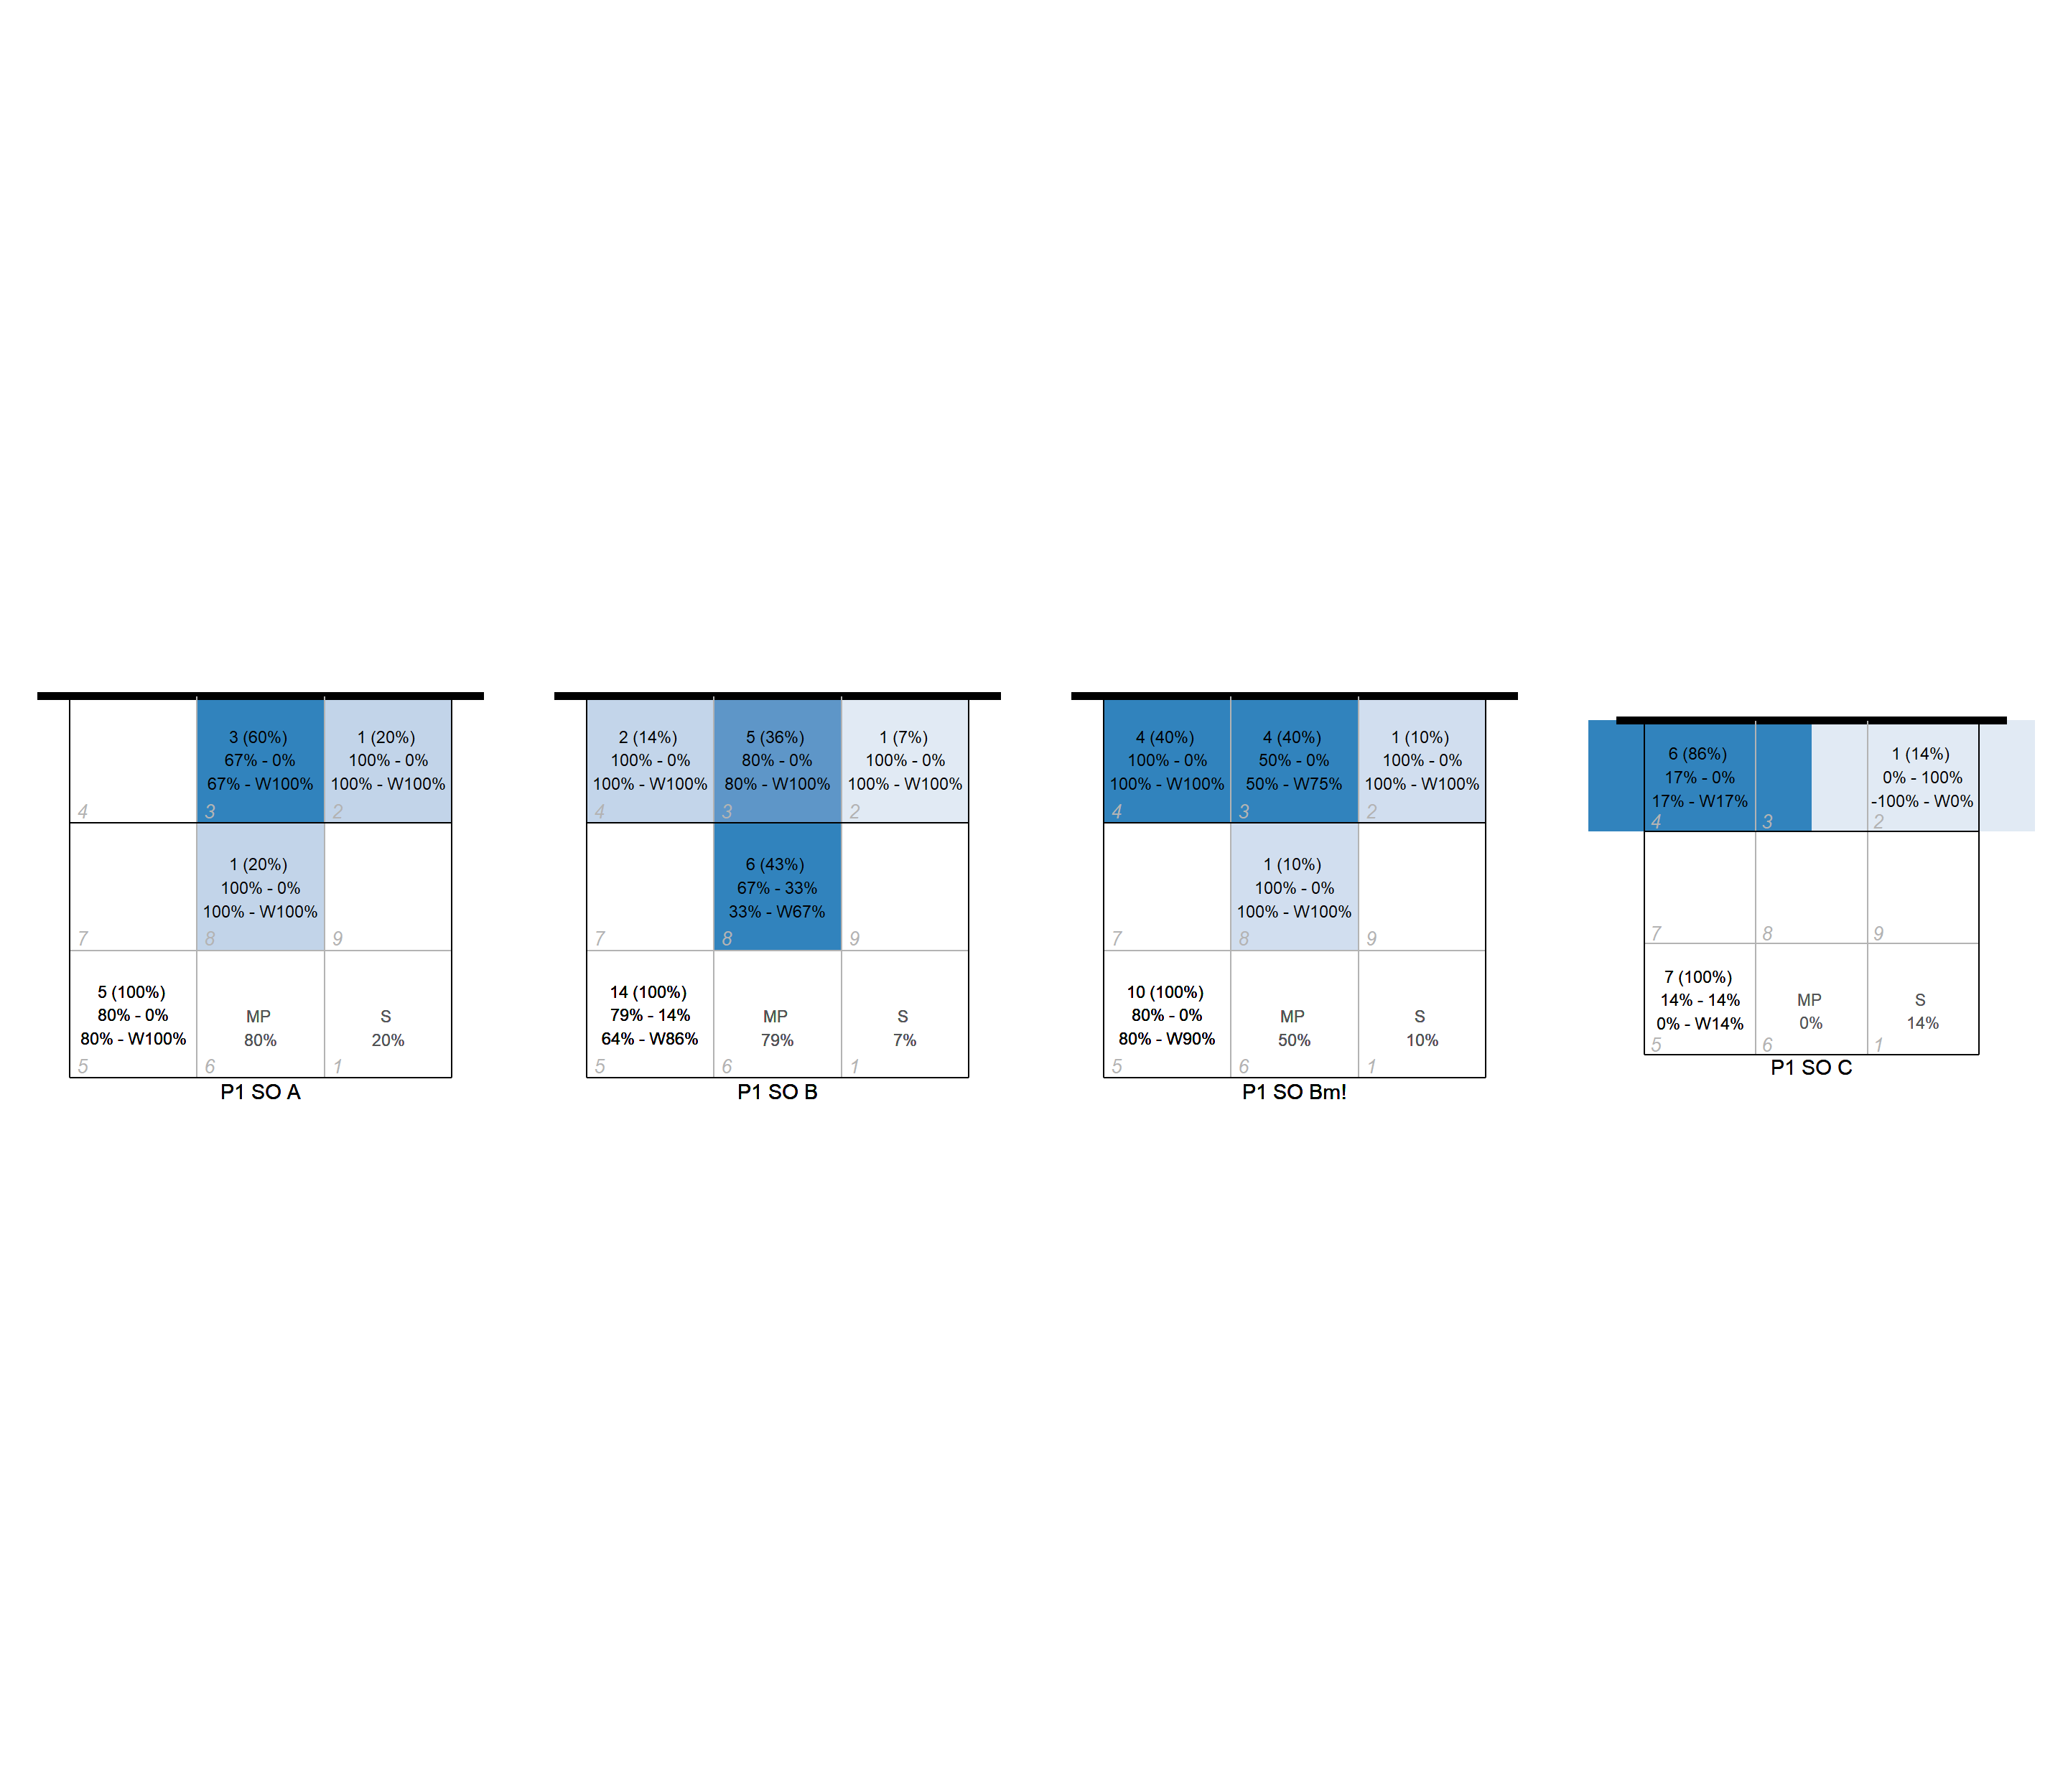 3 (60%)
67% - 0%
67% - W100%
1 (20%)
100% - 0%
100% - W100%
4
3
2
1 (20%)
100% - 0%
100% - W100%
7
8
9
5 (100%)
80% - 0%
80% - W100%
MP
80%
S
20%
5
6
1
P1 SO A
2 (14%)
100% - 0%
100% - W100%
5 (36%)
80% - 0%
80% - W100%
1 (7%)
100% - 0%
100% - W100%
4
3
2
6 (43%)
67% - 33%
33% - W67%
7
8
9
14 (100%)
79% - 14%
64% - W86%
MP
79%
S
7%
5
6
1
P1 SO B
4 (40%)
100% - 0%
100% - W100%
4 (40%)
50% - 0%
50% - W75%
1 (10%)
100% - 0%
100% - W100%
4
3
2
1 (10%)
100% - 0%
100% - W100%
7
8
9
10 (100%)
80% - 0%
80% - W90%
MP
50%
S
10%
5
6
1
P1 SO Bm!
6 (86%)
17% - 0%
17% - W17%
1 (14%)
0% - 100%
-100% - W0%
4
3
2
7
8
9
7 (100%)
14% - 14%
0% - W14%
MP
0%
S
14%
5
6
1
P1 SO C